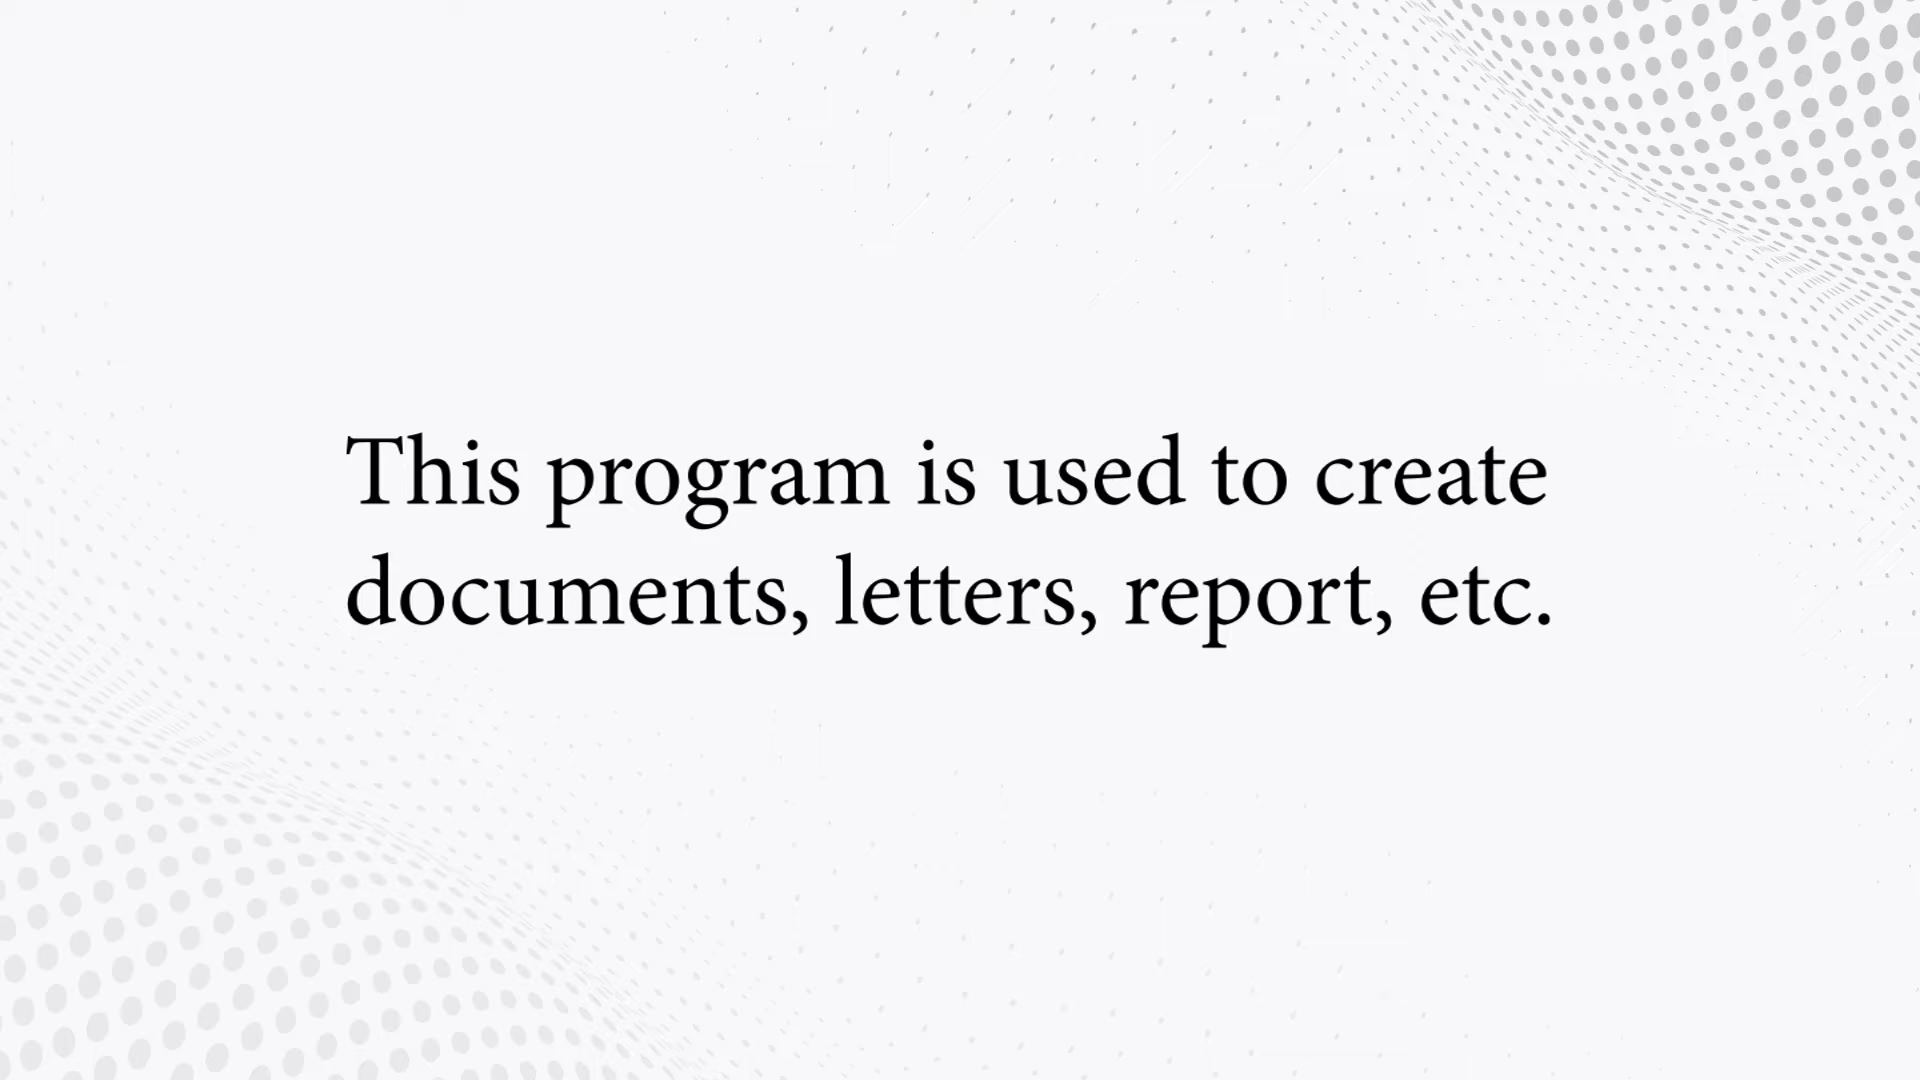 This program is used to create
documents, letters, report, etc.